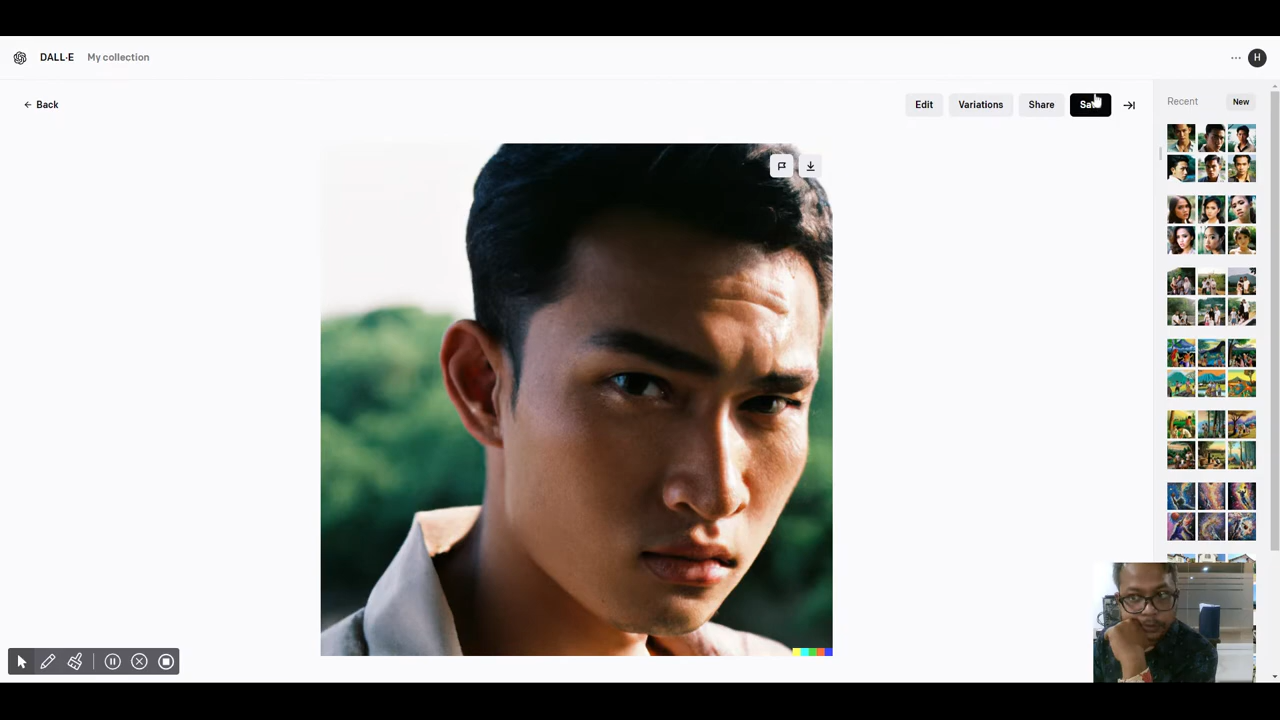 DALL·E My collection
... H
← Back
Edit Variations Share
Recent New